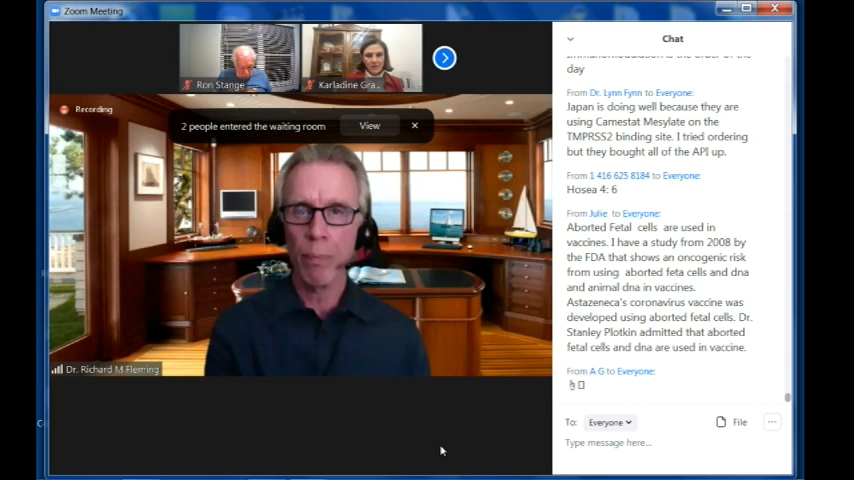 Zoom Meeting
Ron Stange
Karladine Gra...
Recording
2 people entered the waiting room
View
Dr. Richard M Fleming
Chat
Immunomodulation is the order of the
day
From Dr. Lynn Fynn to Everyone:
Japan is doing well because they are
using Camestat Mesylate on the
TMPRSS2 binding site. I tried ordering
but they bought all of the API up.
From 1 416 625 8184 to Everyone:
Hosea 4: 6
From Julie to Everyone:
Aborted Fetal cells are used in
vaccines. I have a study from 2008 by
the FDA that shows an oncogenic risk
from using aborted feta cells and dna
and animal dna in vaccines.
Astazeneca's coronavirus vaccine was
developed using aborted fetal cells. Dr.
Stanley Plotkin admitted that aborted
fetal cells and dna are used in vaccine.
From A G to Everyone:
To: Everyone
File
...
Type message here...